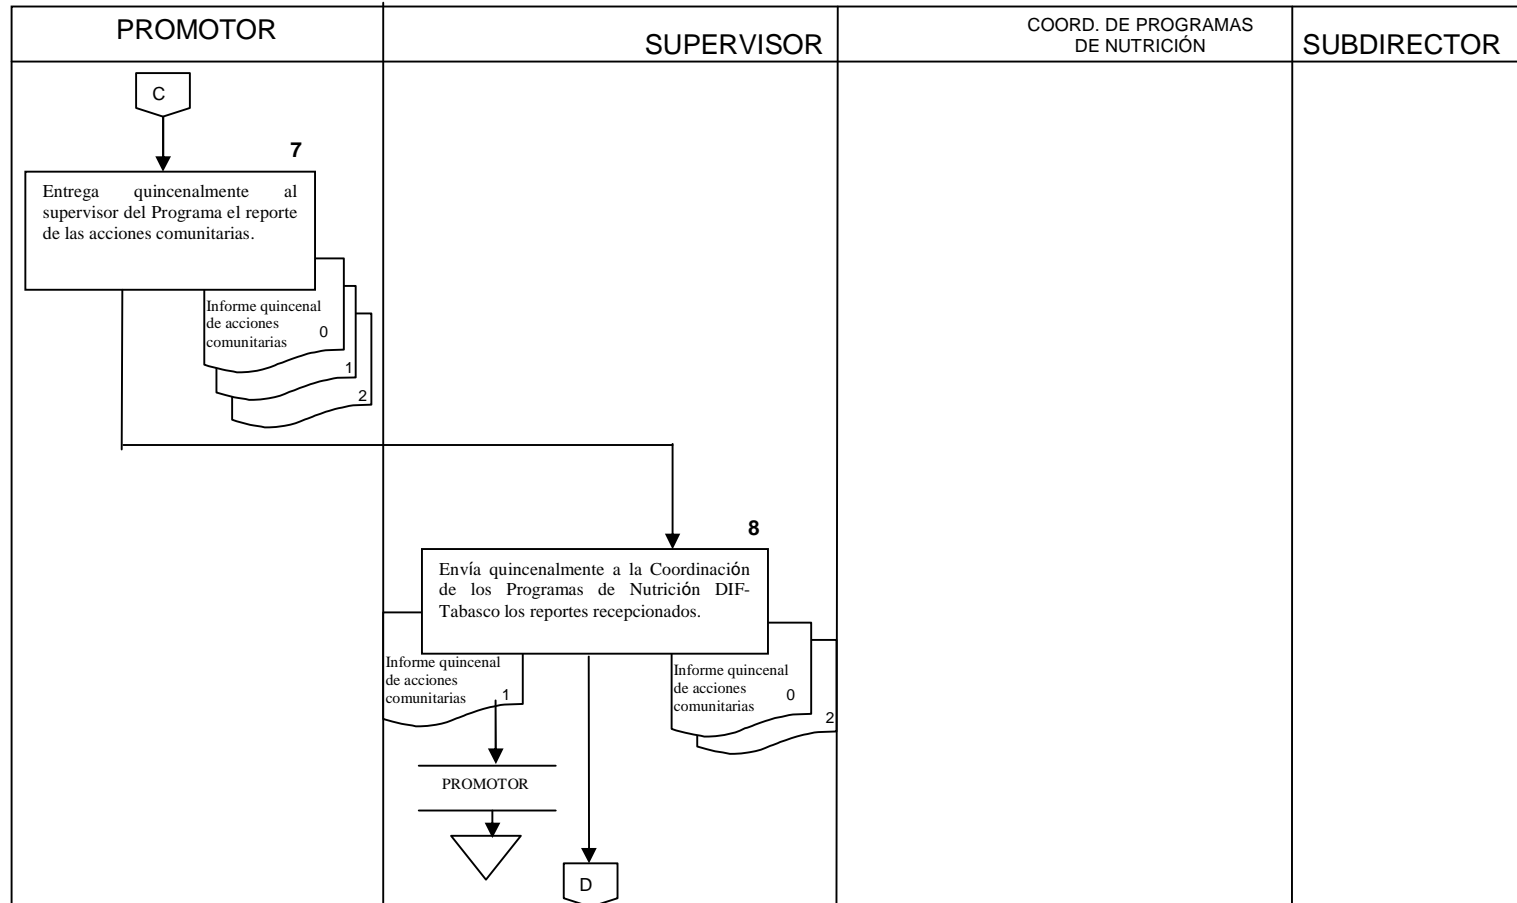 PROMOTOR
SUPERVISOR
COORD. DE PROGRAMAS
DE NUTRICIÓN
SUBDIRECTOR
C
7
Entrega quincenalmente al
supervisor del Programa el reporte
de las acciones comunitarias.
Informe quincenal
de acciones
comunitarias
0
1
2
8
Envía quincenalmente a la Coordinación
de los Programas de Nutrición DIF-
Tabasco los reportes recepcionados.
Informe quincenal
de acciones
comunitarias
1
Informe quincenal
de acciones
comunitarias
0
2
PROMOTOR
D